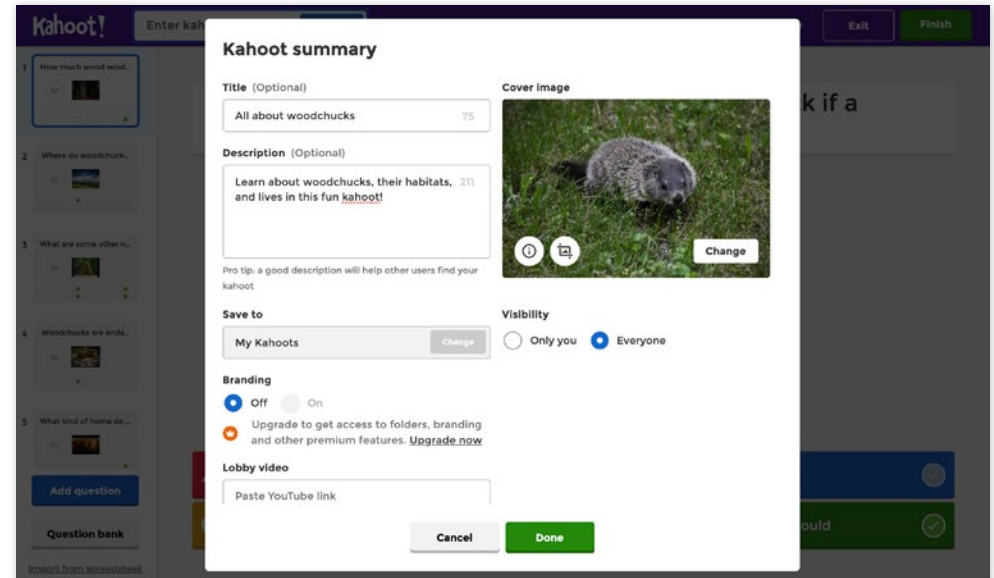 Kahoot!
Enter kah
Exit
Finish
1 How much wood woul...
20
2 Where do woodchuck...
3 What are some other n...
4 Woodchucks are enda...
5 What kind of home do ...
Add question
Question bank
Import from spreadsheet
k if a
ould
Kahoot summary
Title (Optional)
All about woodchucks 75
Description (Optional)
Learn about woodchucks, their habitats, 211
and lives in this fun kahoot!
Pro tip: a good description will help other users find your
kahoot
Cover image
Change
Save to
My Kahoots Change
Visibility
Only you Everyone
Branding
Off On
Upgrade to get access to folders, branding
and other premium features. Upgrade now
Lobby video
Paste YouTube link
Cancel Done